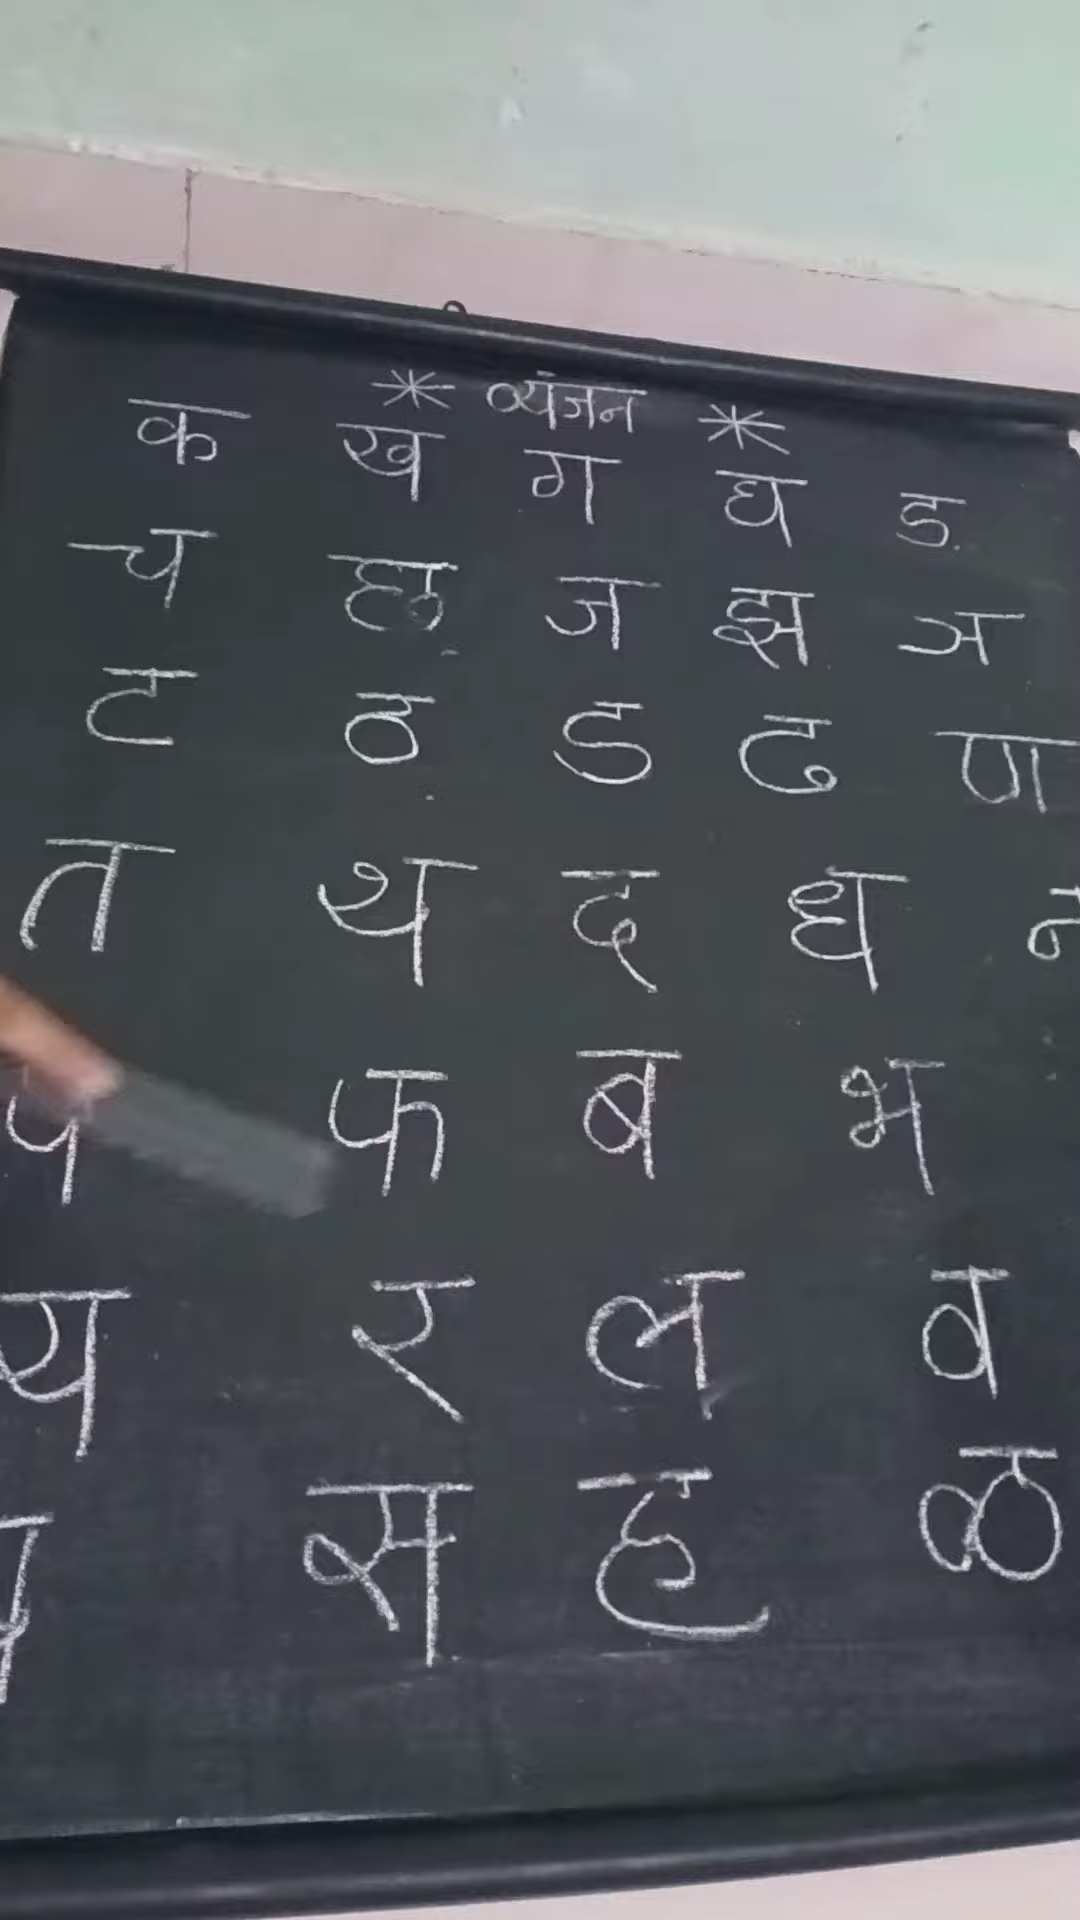 * व्यंजन *
क ख ग घ ङ
च छ ज झ ञ
ट ठ ड ढ ण
त थ द ध न
प फ ब भ
य र ल व
ष स ह ळ